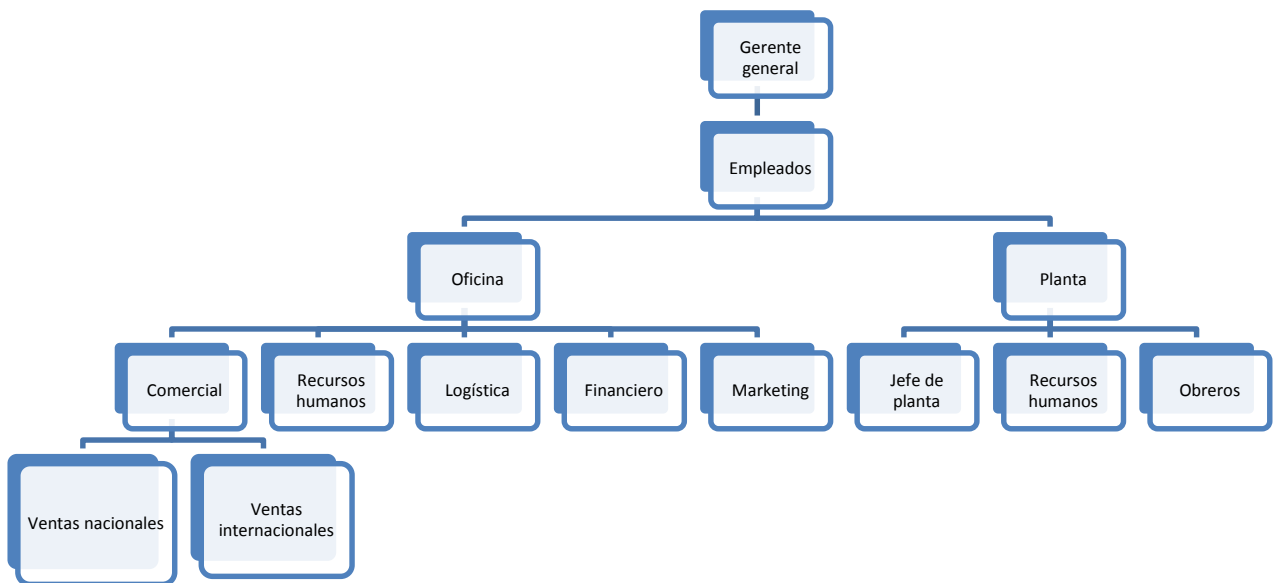 Gerente
general
Empleados
Oficina
Planta
Comercial
Recursos
humanos
Logística
Financiero
Marketing
Jefe de
planta
Recursos
humanos
Obreros
Ventas nacionales
Ventas
internacionales